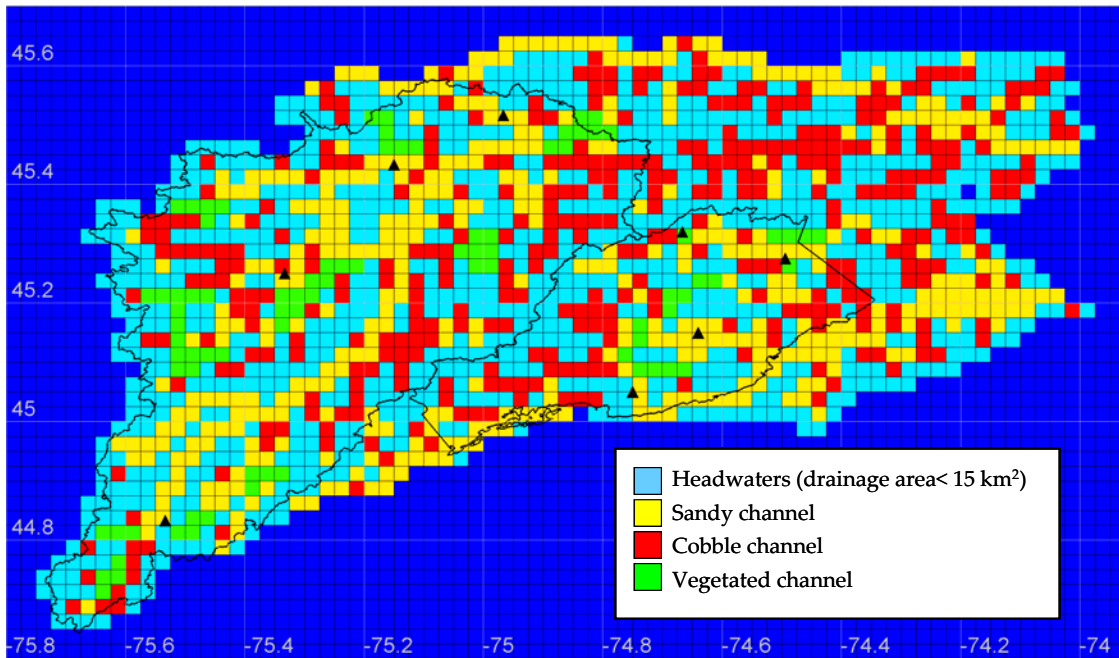 45.6
45.4
45.2
45
44.8
Headwaters (drainage area< 15 km²)
Sandy channel
Cobble channel
Vegetated channel
-75.8 -75.6 -75.4 -75.2 -75 -74.8 -74.6 -74.4 -74.2 -74